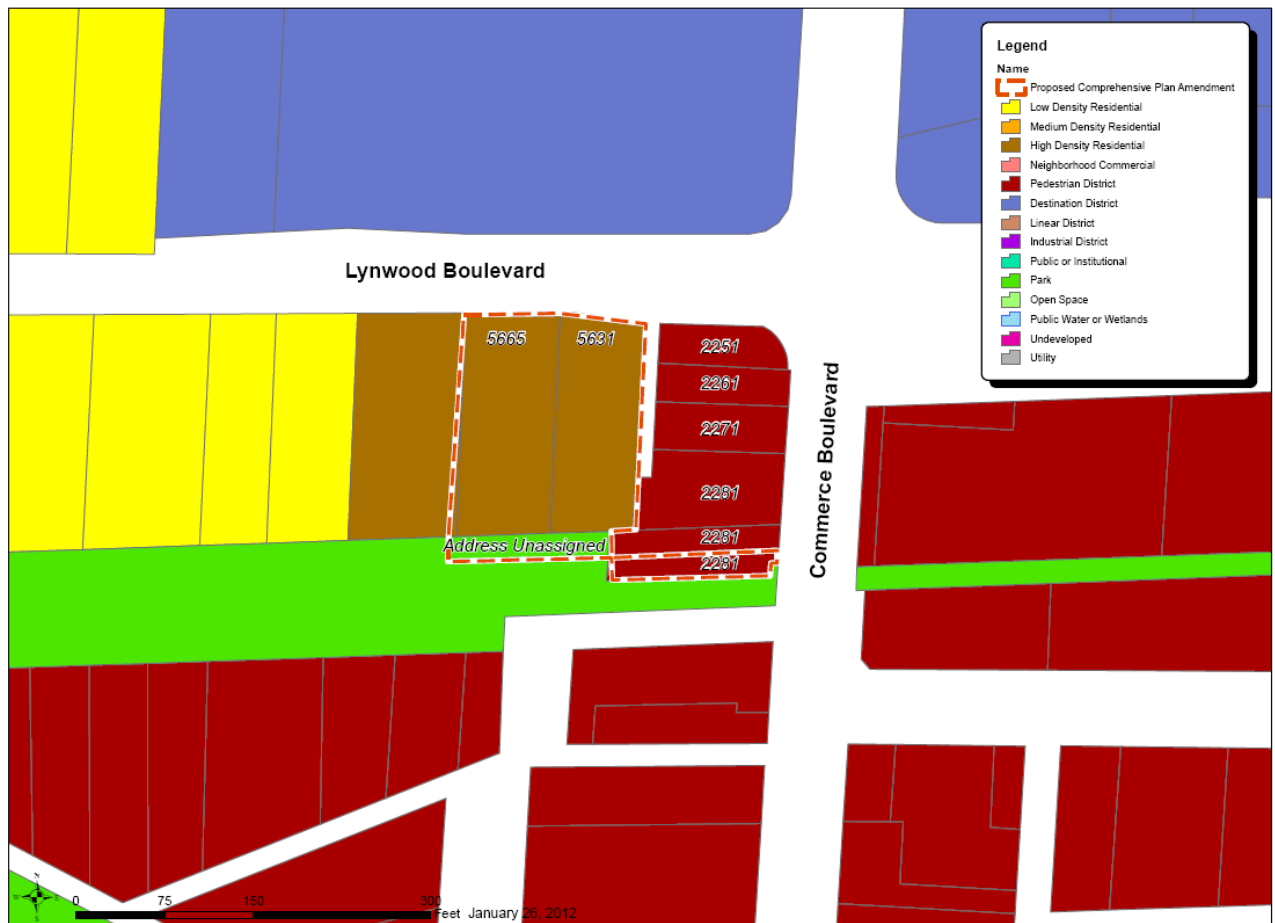 Legend
Name
Proposed Comprehensive Plan Amendment
Low Density Residential
Medium Density Residential
High Density Residential
Neighborhood Commercial
Pedestrian District
Destination District
Linear District
Industrial District
Public or Institutional
Park
Open Space
Public Water or Wetlands
Undeveloped
Utility
Lynwood Boulevard
5665
5631
2251
2261
2271
2281
2281
2281
Address Unassigned
Commerce Boulevard
N
W
E
S
0
75
150
300
Feet January 26, 2012